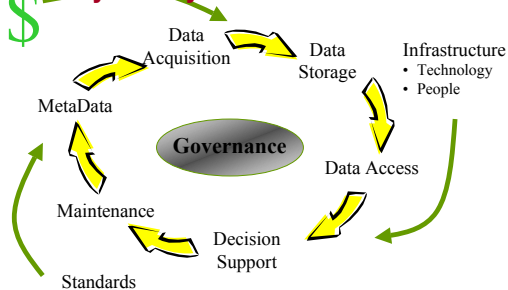 $
Data
Acquisition
Data
Storage
Infrastructure
• Technology
• People
MetaData
Governance
Data Access
Maintenance
Decision
Support
Standards